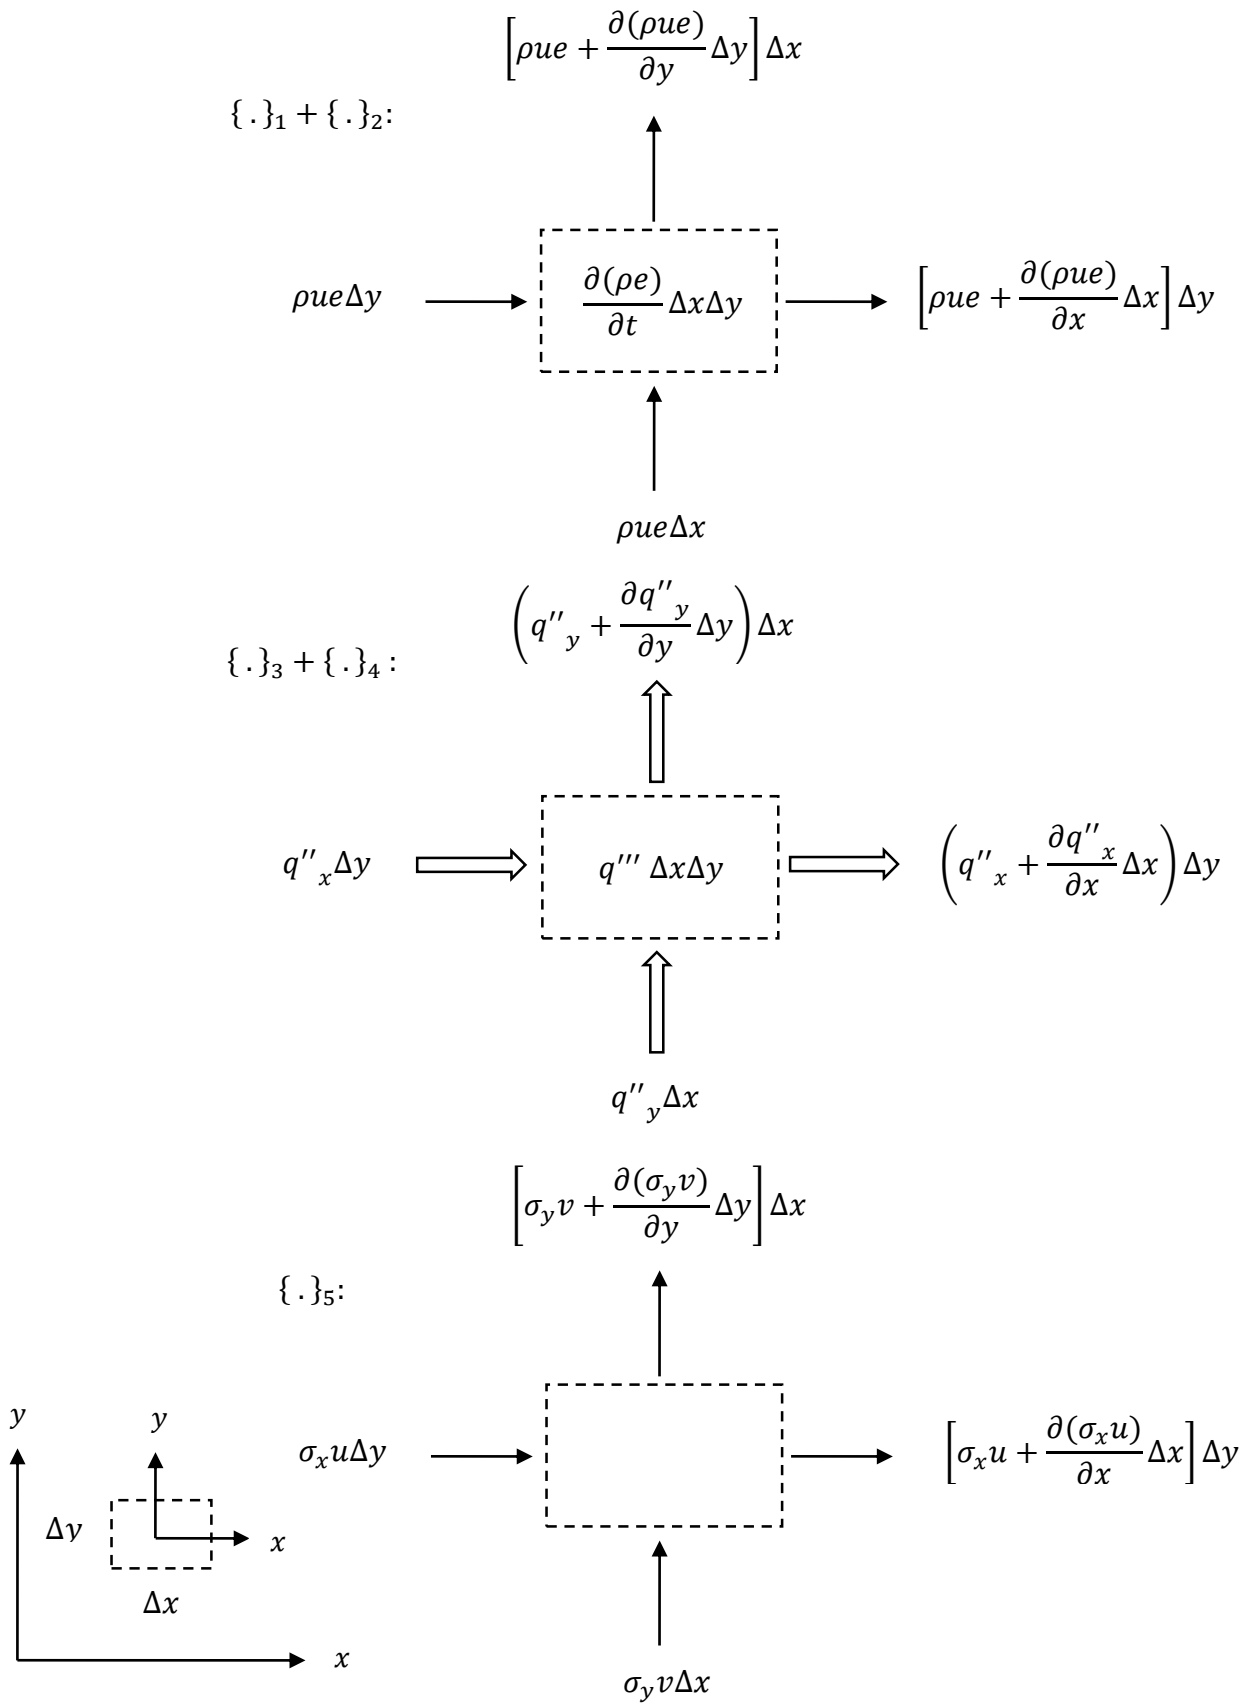 [ρue + ∂(ρue)/∂y Δy] Δx
{ . }₁ + { . }₂:
ρueΔy
∂(ρe)/∂t ΔxΔy
[ρue + ∂(ρue)/∂x Δx] Δy
ρueΔx
(q''_y + ∂q''_y/∂y Δy) Δx
{ . }₃ + { . }₄ :
q''_xΔy
q''' ΔxΔy
(q''_x + ∂q''_x/∂x Δx) Δy
q''_yΔx
[σ_yv + ∂(σ_yv)/∂y Δy] Δx
{ . }₅:
σ_xuΔy
[σ_xu + ∂(σ_xu)/∂x Δx] Δy
σ_yvΔx
y
y
Δy
x
Δx
x